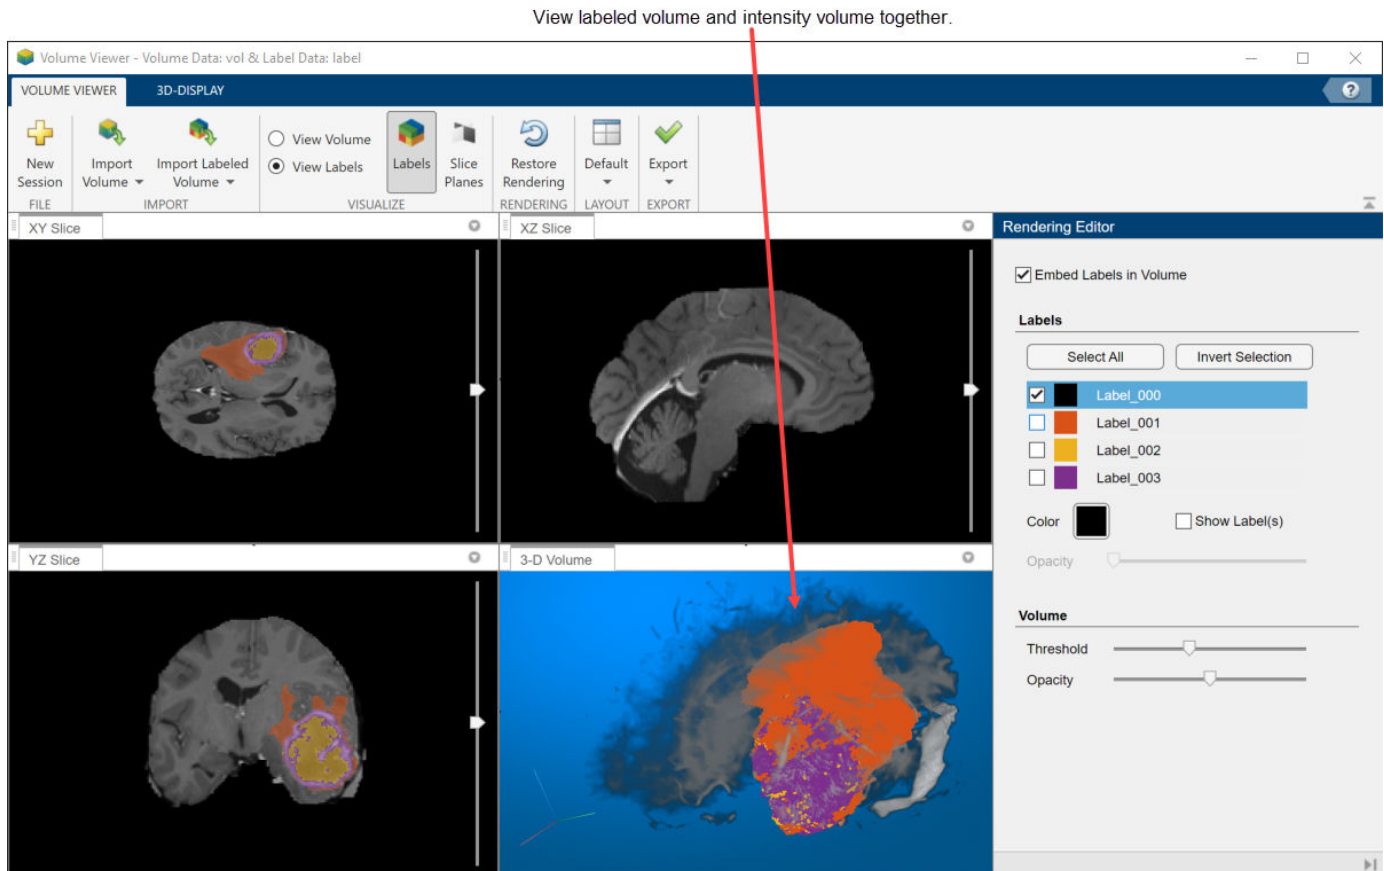 View labeled volume and intensity volume together.
Volume Viewer - Volume Data: vol & Label Data: label
VOLUME VIEWER
3D-DISPLAY
?
New
Session
Import
Volume
Import Labeled
Volume
View Volume
View Labels
Labels
Slice
Planes
Restore
Rendering
Default
Export
FILE
IMPORT
VISUALIZE
RENDERING
LAYOUT
EXPORT
XY Slice
XZ Slice
Rendering Editor
Embed Labels in Volume
Labels
Select All
Invert Selection
Label_000
Label_001
Label_002
Label_003
Color
Show Label(s)
Opacity
YZ Slice
3-D Volume
Volume
Threshold
Opacity